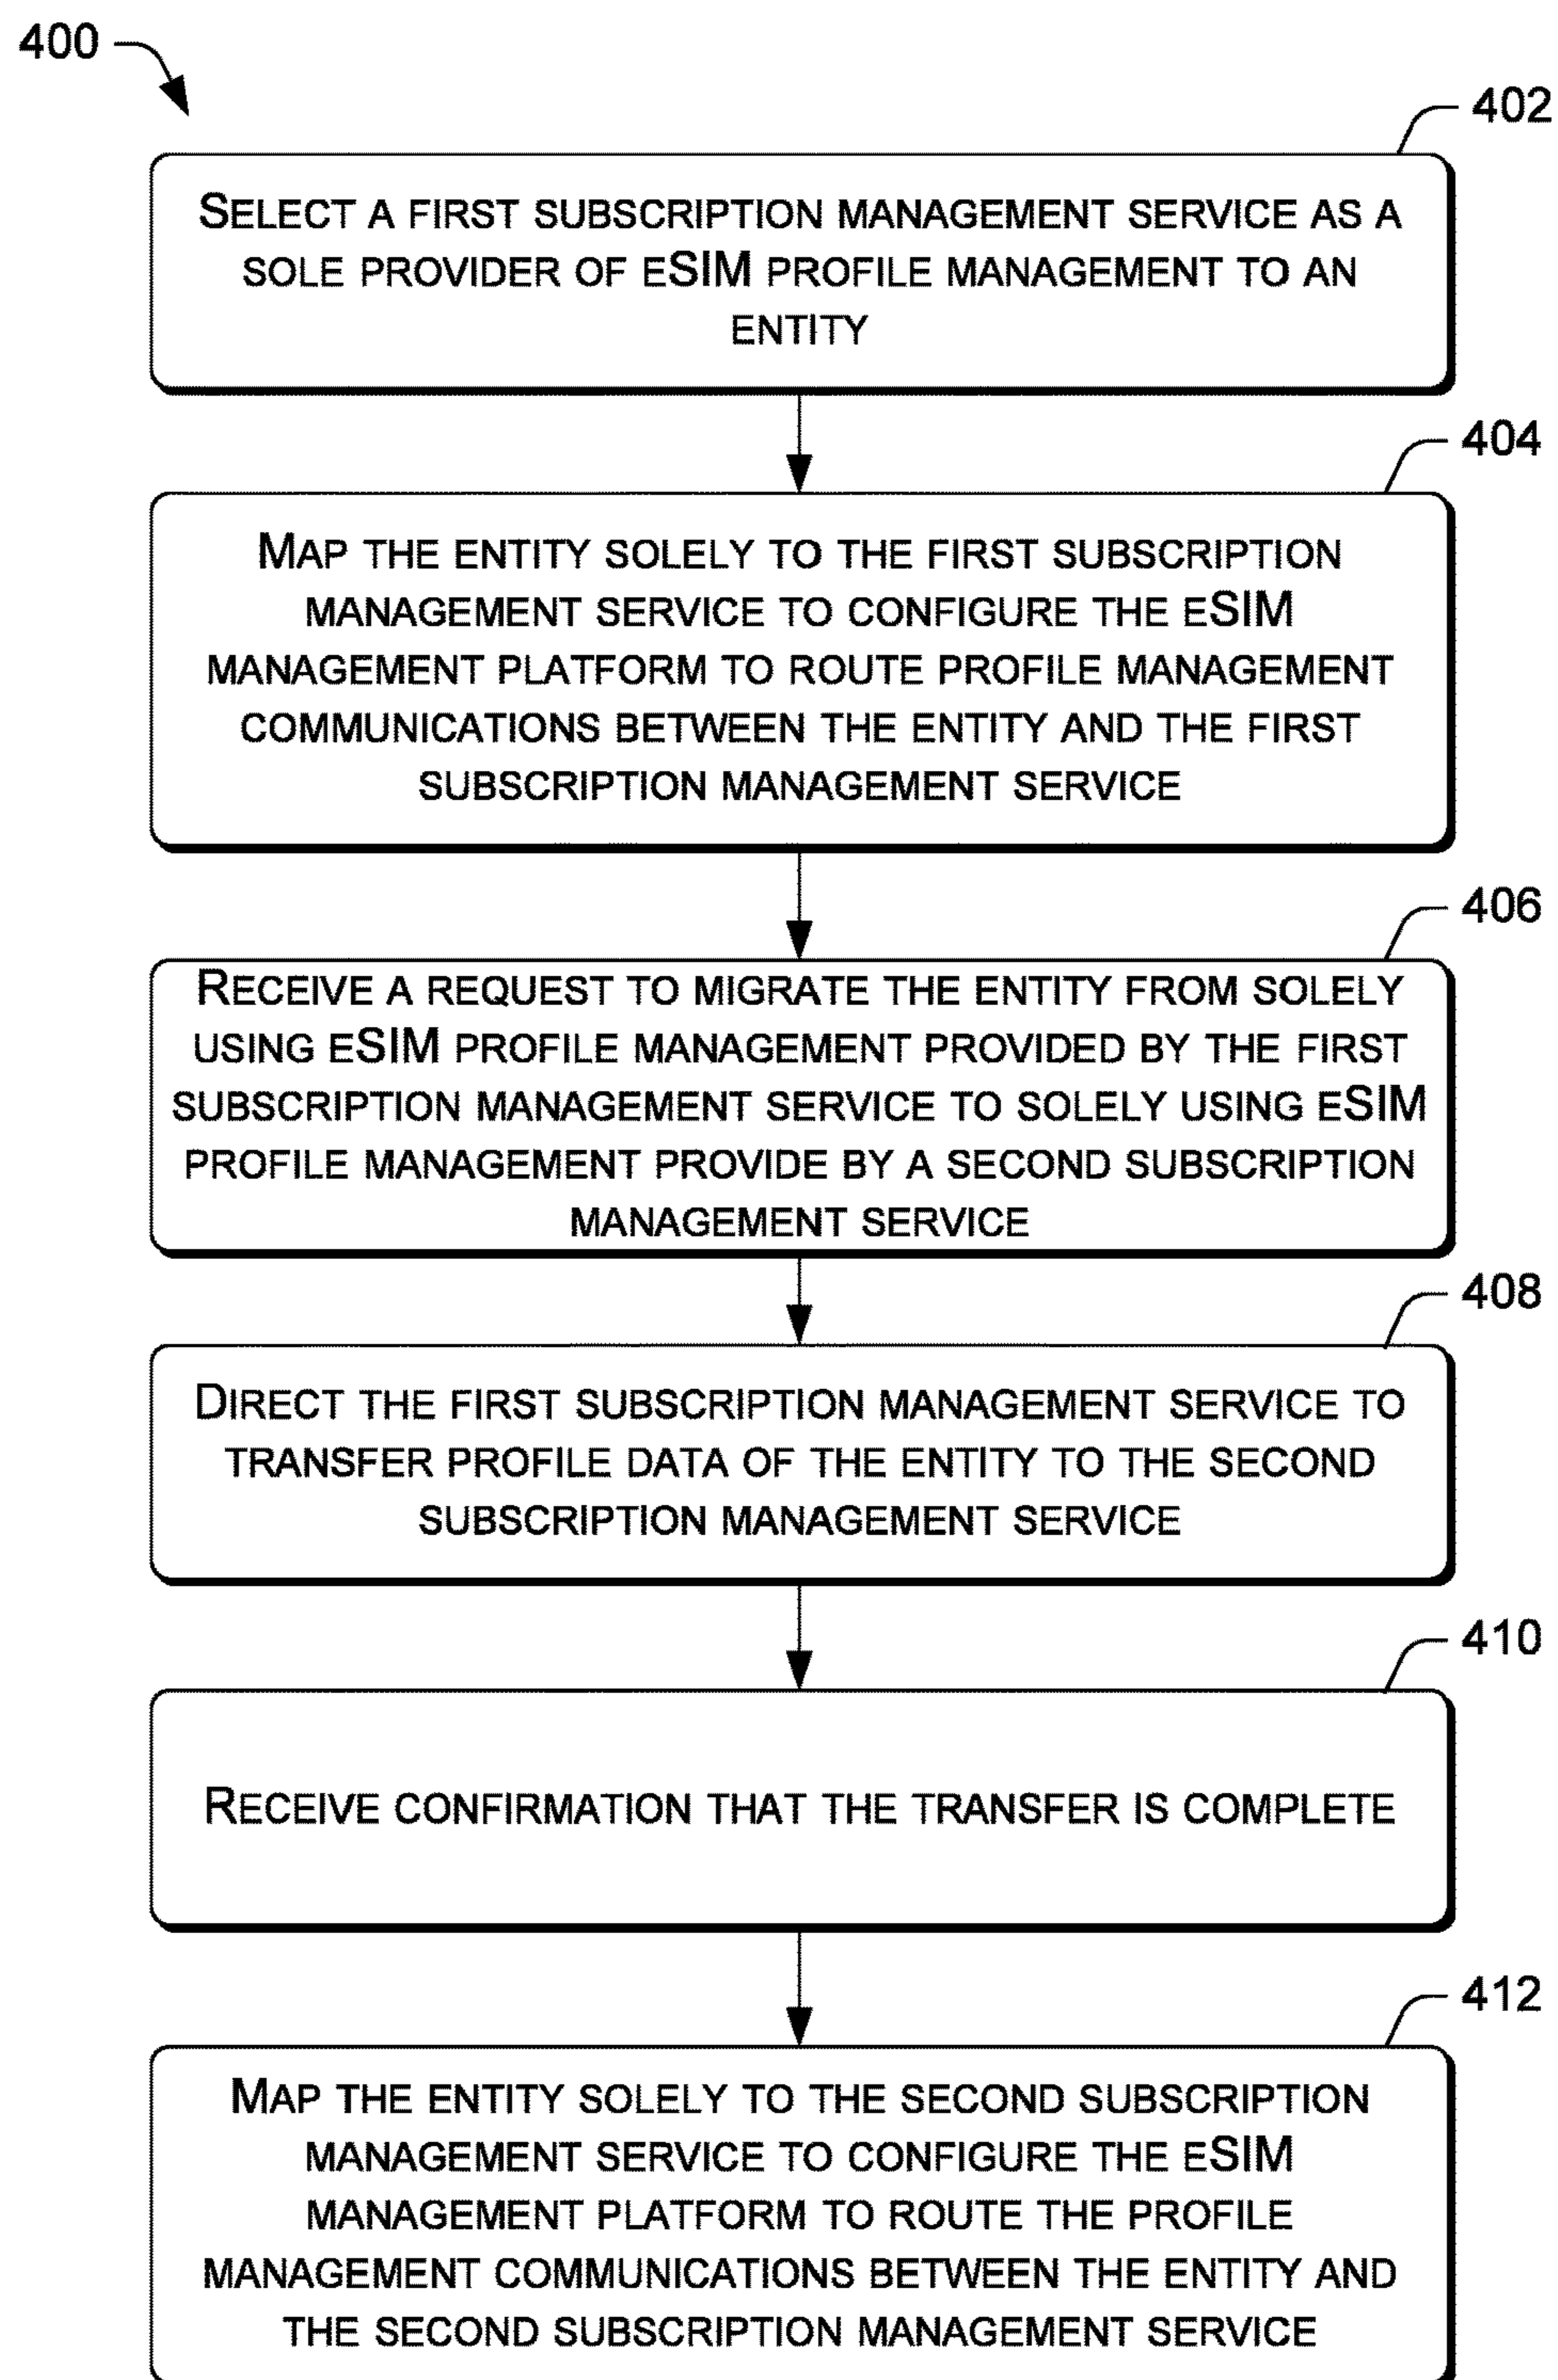 400
402
SELECT A FIRST SUBSCRIPTION MANAGEMENT SERVICE AS A
SOLE PROVIDER OF ESIM PROFILE MANAGEMENT TO AN
ENTITY
404
MAP THE ENTITY SOLELY TO THE FIRST SUBSCRIPTION
MANAGEMENT SERVICE TO CONFIGURE THE ESIM
MANAGEMENT PLATFORM TO ROUTE PROFILE MANAGEMENT
COMMUNICATIONS BETWEEN THE ENTITY AND THE FIRST
SUBSCRIPTION MANAGEMENT SERVICE
406
RECEIVE A REQUEST TO MIGRATE THE ENTITY FROM SOLELY
USING ESIM PROFILE MANAGEMENT PROVIDED BY THE FIRST
SUBSCRIPTION MANAGEMENT SERVICE TO SOLELY USING ESIM
PROFILE MANAGEMENT PROVIDE BY A SECOND SUBSCRIPTION
MANAGEMENT SERVICE
408
DIRECT THE FIRST SUBSCRIPTION MANAGEMENT SERVICE TO
TRANSFER PROFILE DATA OF THE ENTITY TO THE SECOND
SUBSCRIPTION MANAGEMENT SERVICE
410
RECEIVE CONFIRMATION THAT THE TRANSFER IS COMPLETE
412
MAP THE ENTITY SOLELY TO THE SECOND SUBSCRIPTION
MANAGEMENT SERVICE TO CONFIGURE THE ESIM
MANAGEMENT PLATFORM TO ROUTE THE PROFILE
MANAGEMENT COMMUNICATIONS BETWEEN THE ENTITY AND
THE SECOND SUBSCRIPTION MANAGEMENT SERVICE